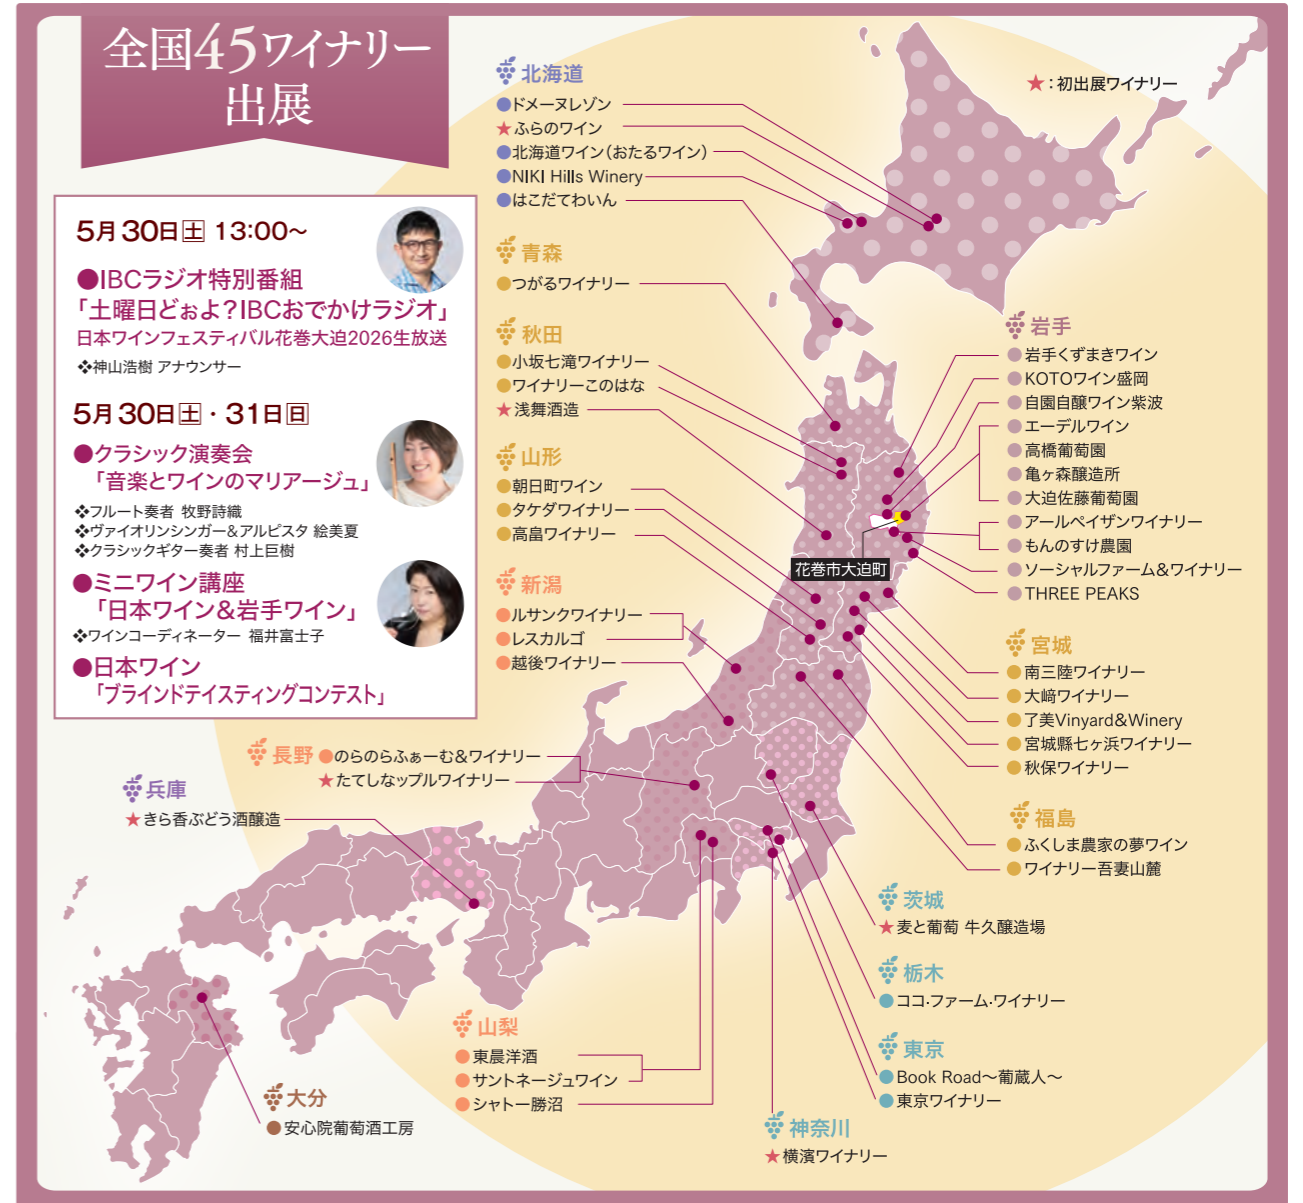 全国45ワイナリー
出展
5月30日土 13:00〜
●IBCラジオ特別番組
「土曜日どぉよ?IBCおでかけラジオ」
日本ワインフェスティバル花巻大迫2026生放送
❖神山浩樹 アナウンサー
5月30日土・31日日
●クラシック演奏会
「音楽とワインのマリアージュ」
❖フルート奏者 牧野詩織
❖ヴァイオリンシンガー&アルピスタ 絵美夏
❖クラシックギター奏者 村上巨樹
●ミニワイン講座
「日本ワイン&岩手ワイン」
❖ワインコーディネーター 福井富士子
●日本ワイン
「ブラインドテイスティングコンテスト」
★:初出展ワイナリー
北海道
●ドメーヌレゾン
★ふらのワイン
●北海道ワイン(おたるワイン)
●NIKI Hills Winery
●はこだてわいん
青森
●つがるワイナリー
秋田
●小坂七滝ワイナリー
●ワイナリーこのはな
★浅舞酒造
山形
●朝日町ワイン
●タケダワイナリー
●高畠ワイナリー
新潟
●ルサンクワイナリー
●レスカルゴ
●越後ワイナリー
長野
●のらのらふぁーむ&ワイナリー
★たてしなップルワイナリー
兵庫
★きら香ぶどう酒醸造
岩手
●岩手くずまきワイン
●KOTOワイン盛岡
●自園自醸ワイン紫波
●エーデルワイン
●高橋葡萄園
●亀ヶ森醸造所
●大迫佐藤葡萄園
●アールペイザンワイナリー
●もんのすけ農園
●ソーシャルファーム&ワイナリー
●THREE PEAKS
花巻市大迫町
宮城
●南三陸ワイナリー
●大﨑ワイナリー
●了美Vinyard&Winery
●宮城縣七ヶ浜ワイナリー
●秋保ワイナリー
福島
●ふくしま農家の夢ワイン
●ワイナリー吾妻山麓
茨城
★麦と葡萄 牛久醸造場
栃木
●ココ・ファーム・ワイナリー
東京
●Book Road〜葡蔵人〜
●東京ワイナリー
神奈川
★横濱ワイナリー
山梨
●東晨洋酒
●サントネージュワイン
●シャトー勝沼
大分
●安心院葡萄酒工房